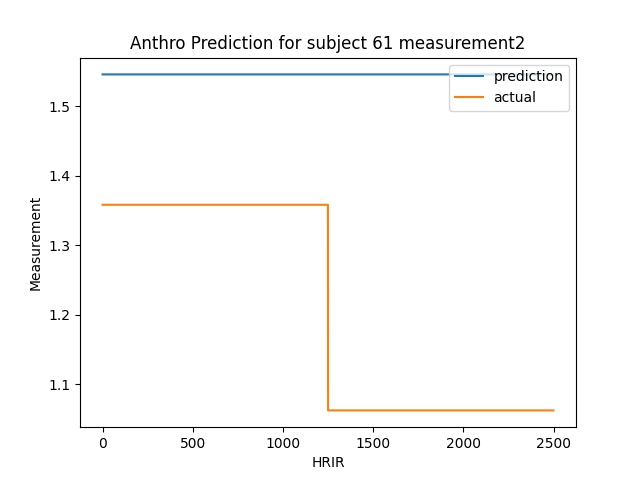 Anthro Prediction for subject 61 measurement2
prediction
actual
Measurement
1.5
1.4
1.3
1.2
1.1
0 500 1000 1500 2000 2500
HRIR